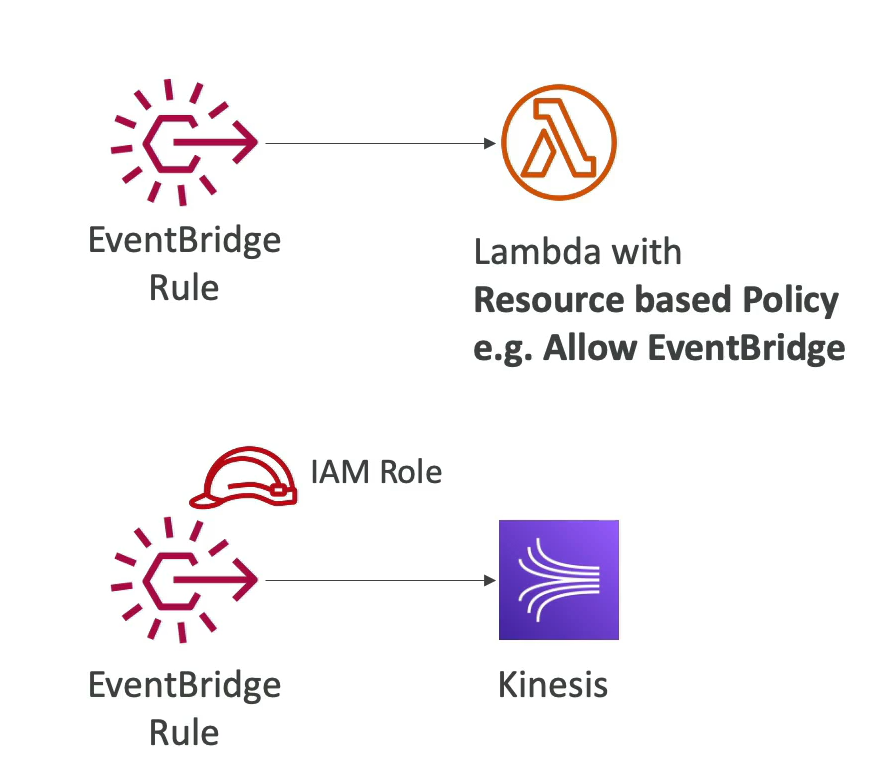 EventBridge
Rule
Lambda with
Resource based Policy
e.g. Allow EventBridge
IAM Role
EventBridge
Rule
Kinesis